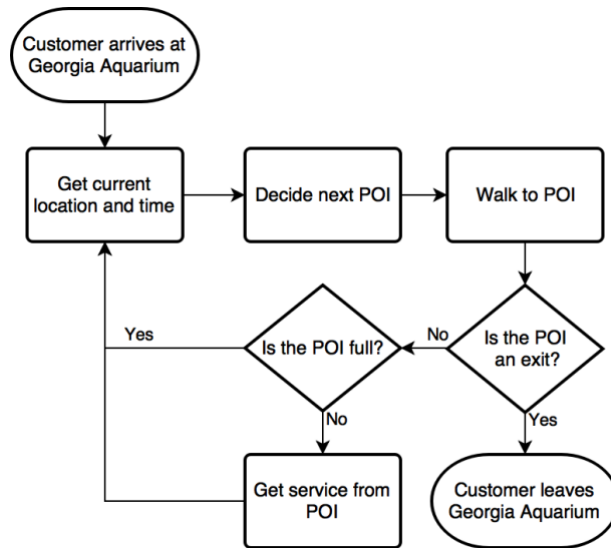 Customer arrives at
Georgia Aquarium
Get current
location and time
Decide next POI
Walk to POI
Yes
Is the POI full?
No
Is the POI
an exit?
No
Yes
Get service from
POI
Customer leaves
Georgia Aquarium